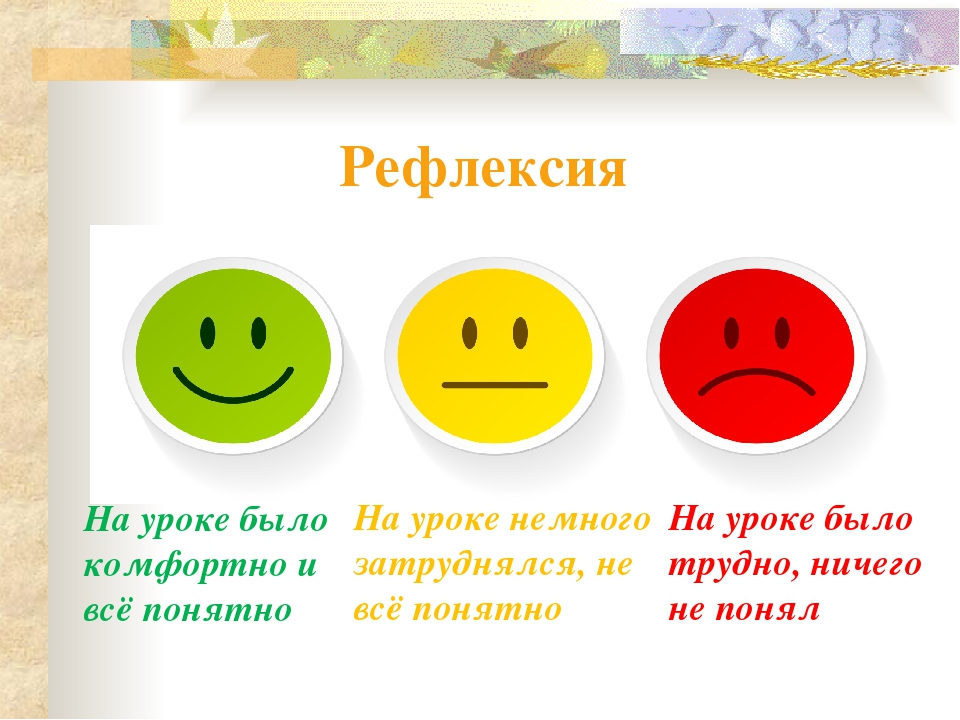 Рефлексия
На уроке было
комфортно и
всё понятно
На уроке немного
затруднялся, не
всё понятно
На уроке было
трудно, ничего
не понял